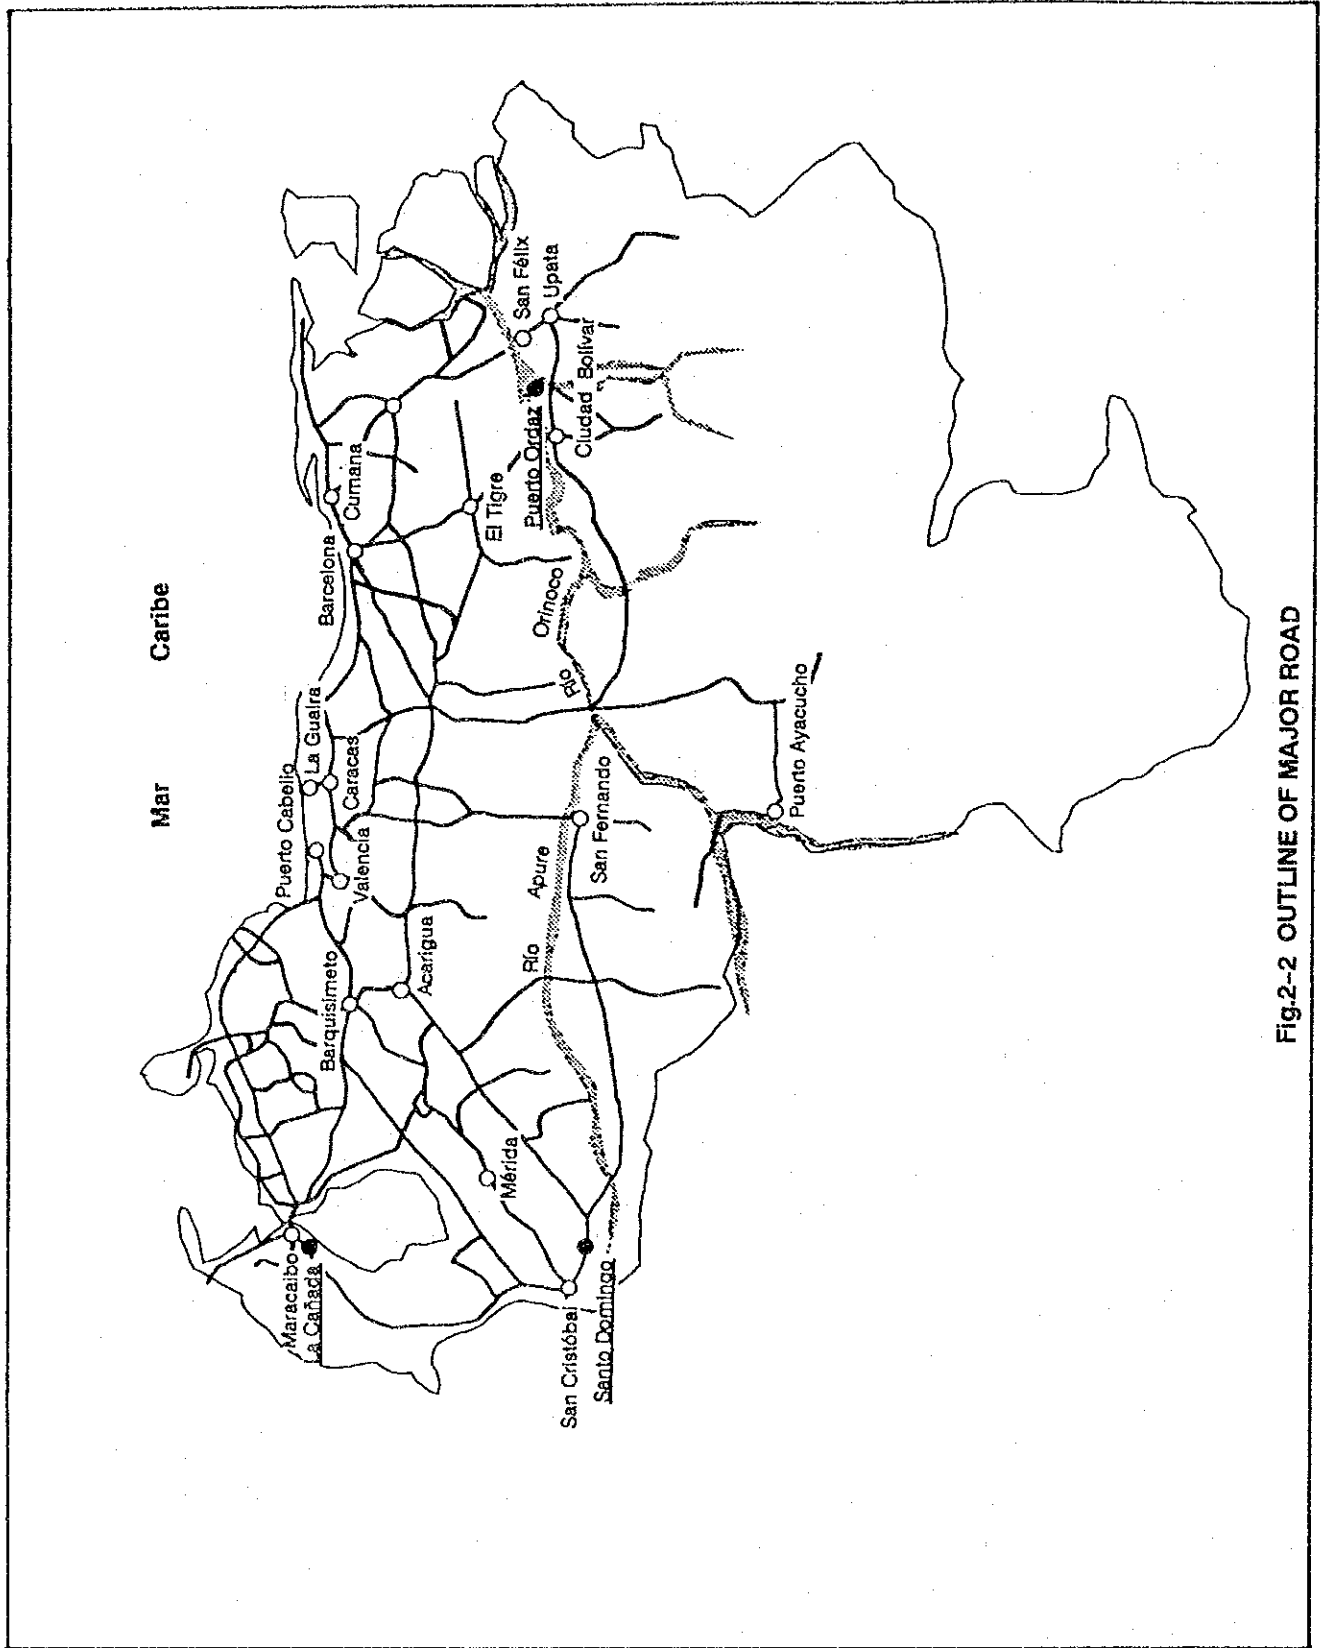 Mar Caribe
Maracaibo
La Cañada
Puerto Cabello
La Guaira
Caracas
Valencia
Barquisimeto
Acarigua
Barcelona
Cumana
El Tigre
San Félix
Upata
Puerto Ordaz
Ciudad Bolívar
Río Orinoco
Río Apure
San Fernando
Mérida
San Cristóbal
Santo Domingo
Puerto Ayacucho
Fig.2-2 OUTLINE OF MAJOR ROAD